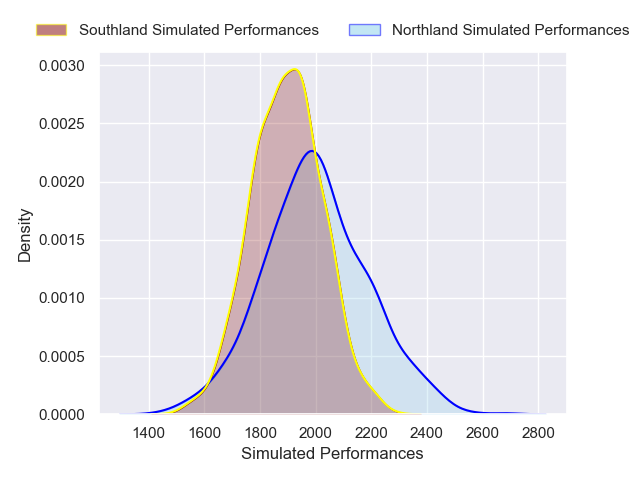 Southland Simulated Performances Northland Simulated Performances
0.0030
0.0025
0.0020
0.0015
0.0010
0.0005
0.0000
Density
1400 1600 1800 2000 2200 2400 2600 2800
Simulated Performances